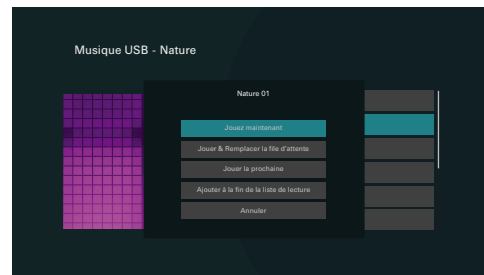 Musique USB - Nature
Nature 01
Jouez maintenant
Jouer & Remplacer la file d'attente
Jouer la prochaine
Ajouter à la fin de la liste de lecture
Annuler